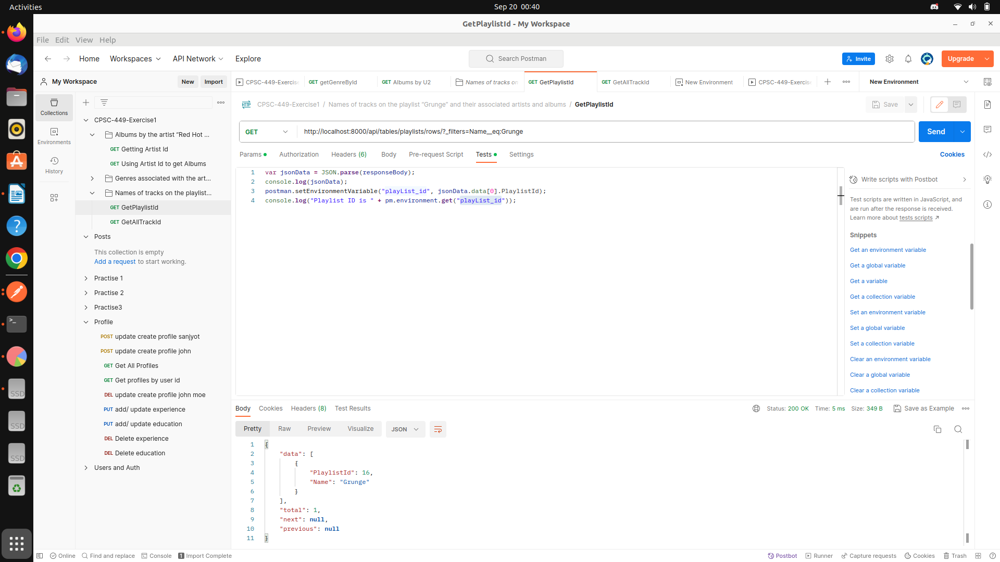 Activities
Sep 20 00:40
GetPlaylistId - My Workspace
File Edit View Help
Home Workspaces API Network Explore
Search Postman
Invite
Upgrade
My Workspace
New Import
CPSC-449-Exercise
GET getGenreById
GET Albums by U2
Names of tracks on
GET GetPlaylistId
GET GetAllTrackId
New Environment
CPSC-449-Exercise
New Environment
Collections
Environments
History
CPSC-449-Exercise1
Albums by the artist “Red Hot ...
GET Getting Artist Id
GET Using Artist Id to get Albums
Genres associated with the art...
Names of tracks on the playlist...
GET GetPlaylistId
GET GetAllTrackId
Posts
This collection is empty
Add a request to start working.
Practise 1
Practise 2
Practise3
Profile
POST update create profile sanjyot
POST update create profile john
GET Get All Profiles
GET Get profiles by user id
DEL update create profile john moe
PUT add/ update experience
PUT add/ update education
DEL Delete experience
DEL Delete education
Users and Auth
HTTP CPSC-449-Exercise1 / Names of tracks on the playlist “Grunge” and their associated artists and albums / GetPlaylistId
Save
GET http://localhost:8000/api/tables/playlists/rows/?_filters=Name__eq:Grunge
Send
Params Authorization Headers (6) Body Pre-request Script Tests Settings
Cookies
1 var jsonData = JSON.parse(responseBody);
2 console.log(jsonData);
3 postman.setEnvironmentVariable("playList_id", jsonData.data[0].PlaylistId);
4 console.log("Playlist ID is " + pm.environment.get("playList_id"));
Write scripts with Postbot
Test scripts are written in JavaScript, and
are run after the response is received.
Learn more about tests scripts ↗
Snippets
Get an environment variable
Get a global variable
Get a variable
Get a collection variable
Set an environment variable
Set a global variable
Set a collection variable
Clear an environment variable
Clear a global variable
Clear a collection variable
Body Cookies Headers (8) Test Results
Status: 200 OK Time: 5 ms Size: 349 B Save as Example
Pretty Raw Preview Visualize JSON
1 {
2 "data": [
3 {
4 "PlaylistId": 16,
5 "Name": "Grunge"
6 }
7 ],
8 "total": 1,
9 "next": null,
10 "previous": null
11 }
SSD
SSD
SSD
Online Find and replace Console 1 Import Complete
Postbot Runner Capture requests Cookies Trash